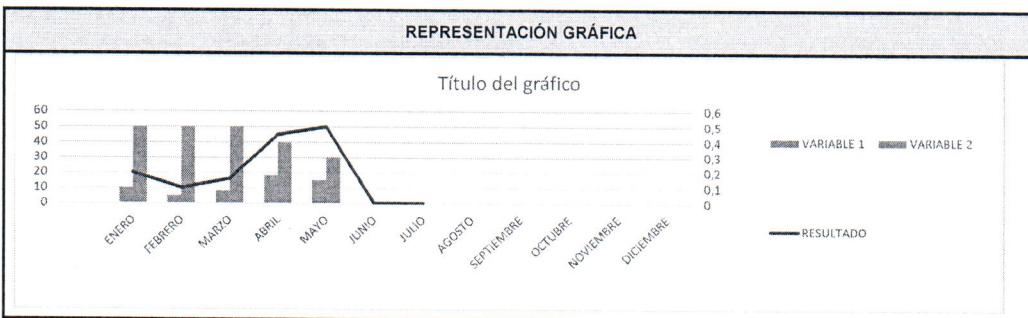 REPRESENTACIÓN GRÁFICA
Título del gráfico
60
50
40
30
20
10
0
0,6
0,5
0,4
0,3
0,2
0,1
0
ENERO
FEBRERO
MARZO
ABRIL
MAYO
JUNIO
JULIO
AGOSTO
SEPTIEMBRE
OCTUBRE
NOVIEMBRE
DICIEMBRE
VARIABLE 1
VARIABLE 2
RESULTADO